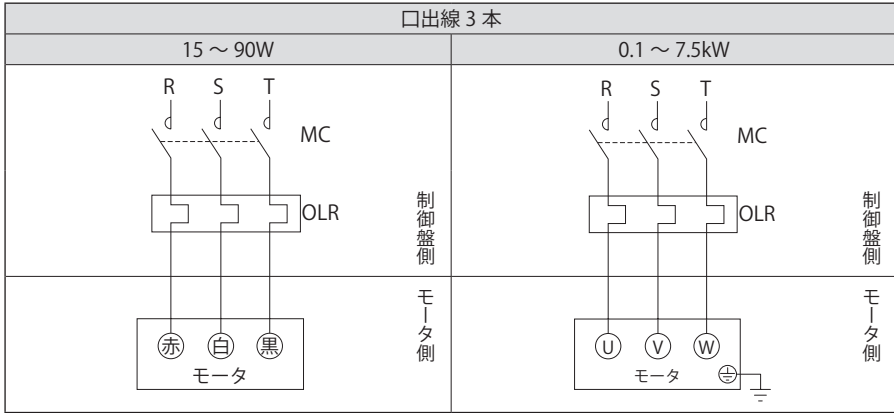 口出線 3 本
15 ～ 90W
0.1 ～ 7.5kW
R S T
MC
OLR
制御盤側
モータ側
赤 白 黒
モータ
R S T
MC
OLR
制御盤側
モータ側
U V W
モータ